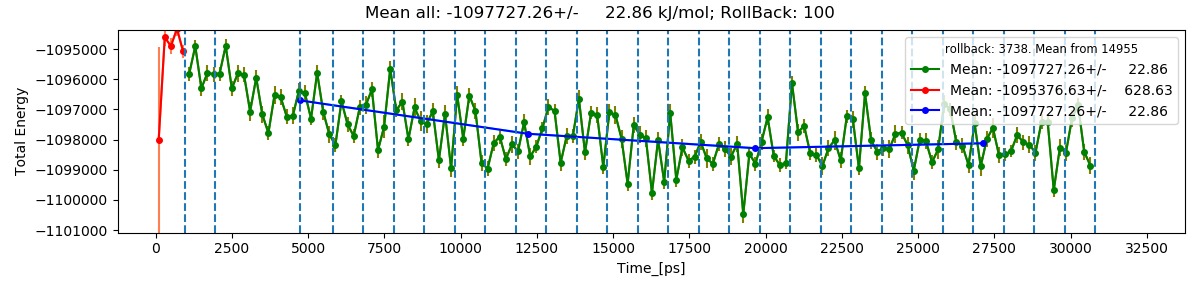 Mean all: -1097727.26+/-     22.86 kJ/mol; RollBack: 100
Total Energy
−1095000
−1096000
−1097000
−1098000
−1099000
−1100000
−1101000
rollback: 3738. Mean from 14955
Mean: -1097727.26+/-     22.86
Mean: -1095376.63+/-    628.63
Mean: -1097727.26+/-     22.86
0 2500 5000 7500 10000 12500 15000 17500 20000 22500 25000 27500 30000 32500
Time_[ps]